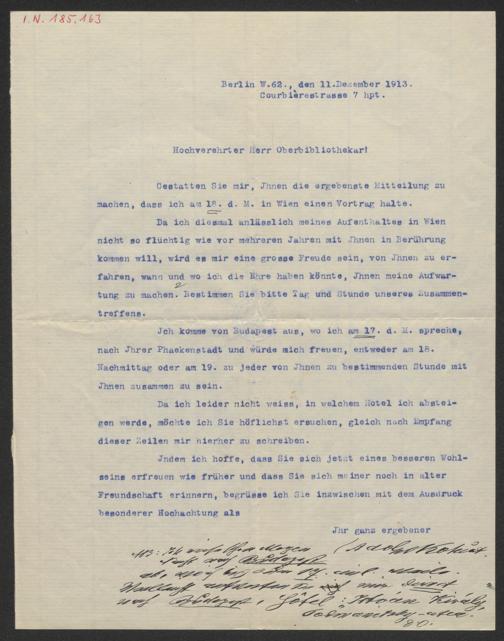 I.N. 185.163
Berlin W.62., den 11.Dezember 1913.
Courbièrestrasse 7 hpt.
Hochverehrter Herr Oberbibliothekar!
Gestatten Sie mir, Jhnen die ergebenste Mitteilung zu
machen, dass ich am 18. d. M. in Wien einen Vortrag halte.
Da ich diesmal anlässlich meines Aufenthaltes in Wien
nicht so flüchtig wie vor mehreren Jahren mit Jhnen in Berührung
kommen will, wird es mir eine grosse Freude sein, von Jhnen zu er-
fahren, wann und wo ich die Ehre haben könnte, Jhnen meine Aufwar-
tung zu machen. Bestimmen Sie bitte Tag und Stunde unseres Zusammen-
treffens.
Jch komme von Budapest aus, wo ich am 17. d. M. spreche,
nach Jhrer Phaekenstadt und würde mich freuen, entweder am 18.
Nachmittag oder am 19. zu jeder von Jhnen zu bestimmenden Stunde mit
Jhnen zusammen zu sein.
Da ich leider nicht weiss, in welchem Hotel ich abstei-
gen werde, möchte ich Sie höflichst ersuchen, gleich nach Empfang
dieser Zeilen mir hierher zu schreiben.
Jndem ich hoffe, dass Sie sich jetzt eines besseren Wohl-
seins erfreuen wie früher und dass Sie sich meiner noch in alter
Freundschaft erinnern, begrüsse ich Sie inzwischen mit dem Ausdruck
besonderer Hochachtung als
Jhr ganz ergebener
Adolph Kohut
Budapest
Budapest, Hôtel: